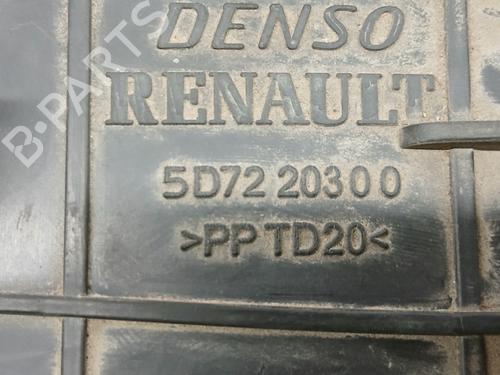 DENSO
B-PARTS
RENAULT
5D72 20300
>PP TD20<